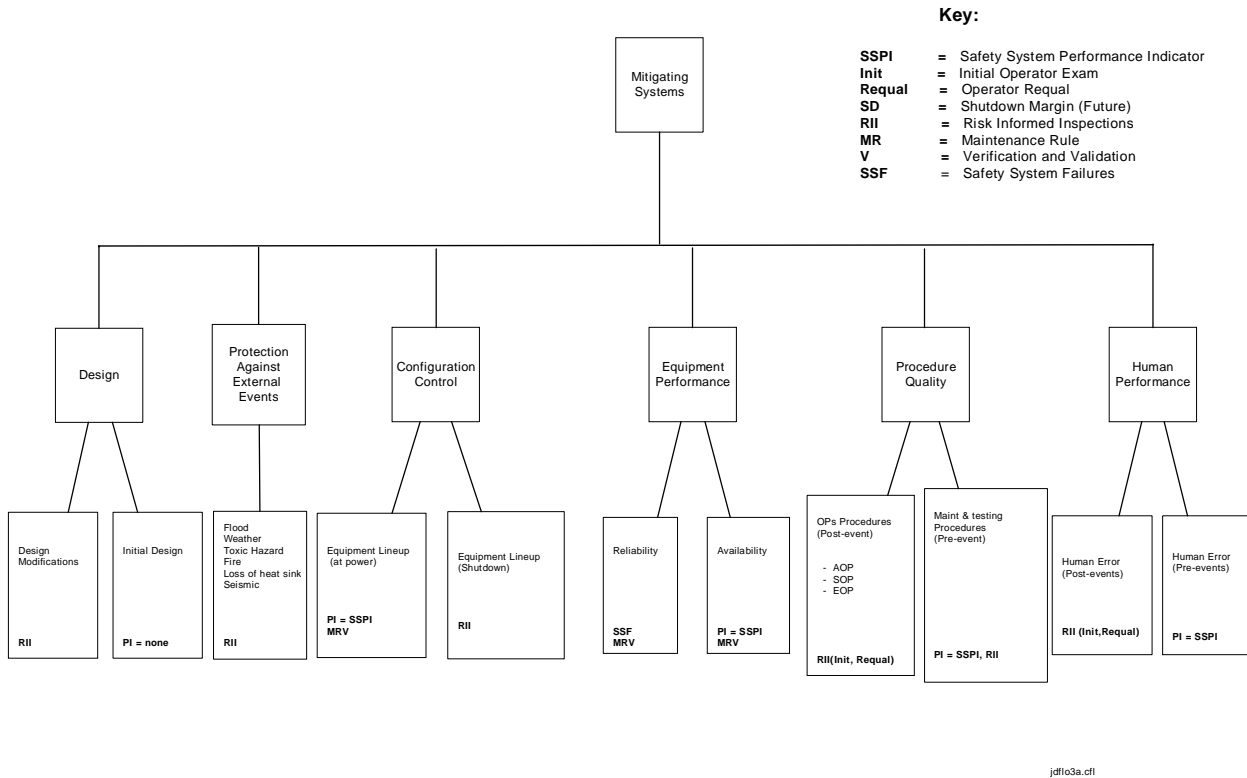 Key:
SSPI = Safety System Performance Indicator
Init = Initial Operator Exam
Requal = Operator Requal
SD = Shutdown Margin (Future)
RII = Risk Informed Inspections
MR = Maintenance Rule
V = Verification and Validation
SSF = Safety System Failures
Mitigating
Systems
Design
Protection
Against
External
Events
Configuration
Control
Equipment
Performance
Procedure
Quality
Human
Performance
Design
Modifications
RII
Initial Design
PI = none
Flood
Weather
Toxic Hazard
Fire
Loss of heat sink
Seismic
RII
Equipment Lineup
(at power)
PI = SSPI
MRV
Equipment Lineup
(Shutdown)
RII
Reliability
SSF
MRV
Availability
PI = SSPI
MRV
OPs Procedures
(Post-event)
- AOP
- SOP
- EOP
RII(Init, Requal)
Maint & testing
Procedures
(Pre-event)
PI = SSPI, RII
Human Error
(Post-events)
RII (Init,Requal)
Human Error
(Pre-events)
PI = SSPI
jdflo3a.cfl